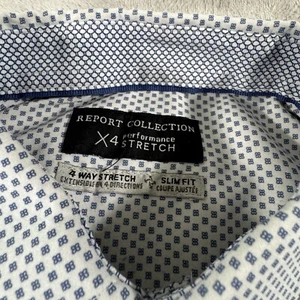 REPORT COLLECTION
X4 Performance STRETCH
4 WAY STRETCH SLIM FIT
EXTENSIBLE EN 4 DIRECTIONS COUPE AJUSTÉE